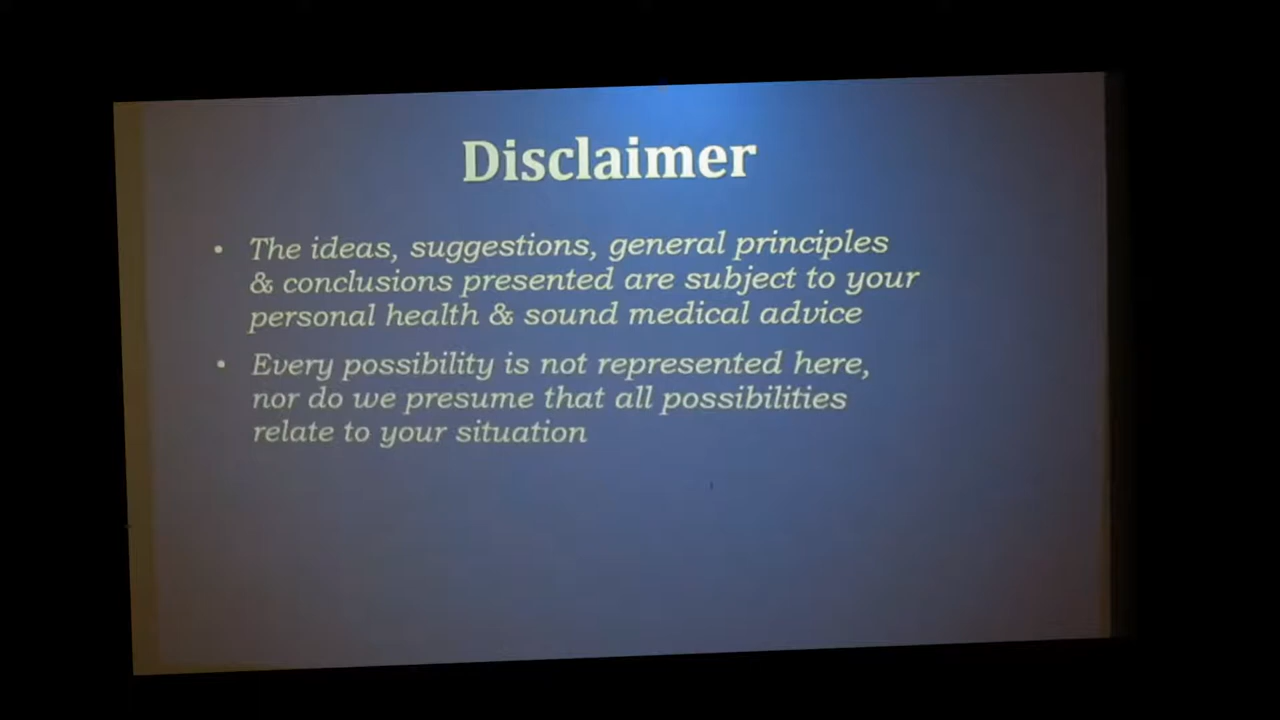 Disclaimer
• The ideas, suggestions, general principles
& conclusions presented are subject to your
personal health & sound medical advice
• Every possibility is not represented here,
nor do we presume that all possibilities
relate to your situation